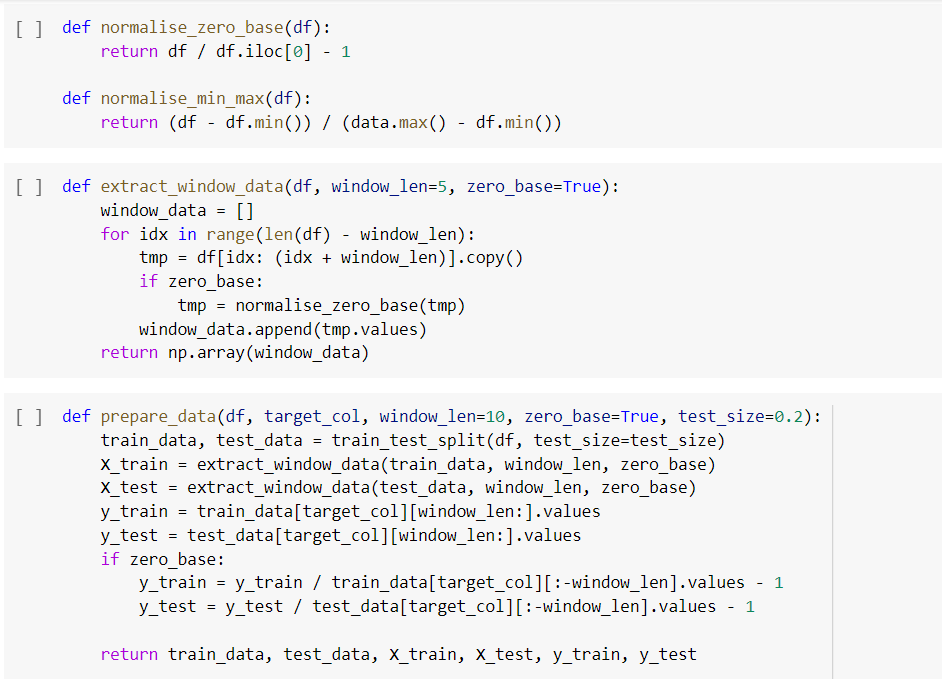 [ ] def normalise_zero_base(df):
        return df / df.iloc[0] - 1

    def normalise_min_max(df):
        return (df - df.min()) / (data.max() - df.min())

[ ] def extract_window_data(df, window_len=5, zero_base=True):
        window_data = []
        for idx in range(len(df) - window_len):
            tmp = df[idx: (idx + window_len)].copy()
            if zero_base:
                tmp = normalise_zero_base(tmp)
            window_data.append(tmp.values)
        return np.array(window_data)

[ ] def prepare_data(df, target_col, window_len=10, zero_base=True, test_size=0.2):
        train_data, test_data = train_test_split(df, test_size=test_size)
        X_train = extract_window_data(train_data, window_len, zero_base)
        X_test = extract_window_data(test_data, window_len, zero_base)
        y_train = train_data[target_col][window_len:].values
        y_test = test_data[target_col][window_len:].values
        if zero_base:
            y_train = y_train / train_data[target_col][:-window_len].values - 1
            y_test = y_test / test_data[target_col][:-window_len].values - 1

        return train_data, test_data, X_train, X_test, y_train, y_test